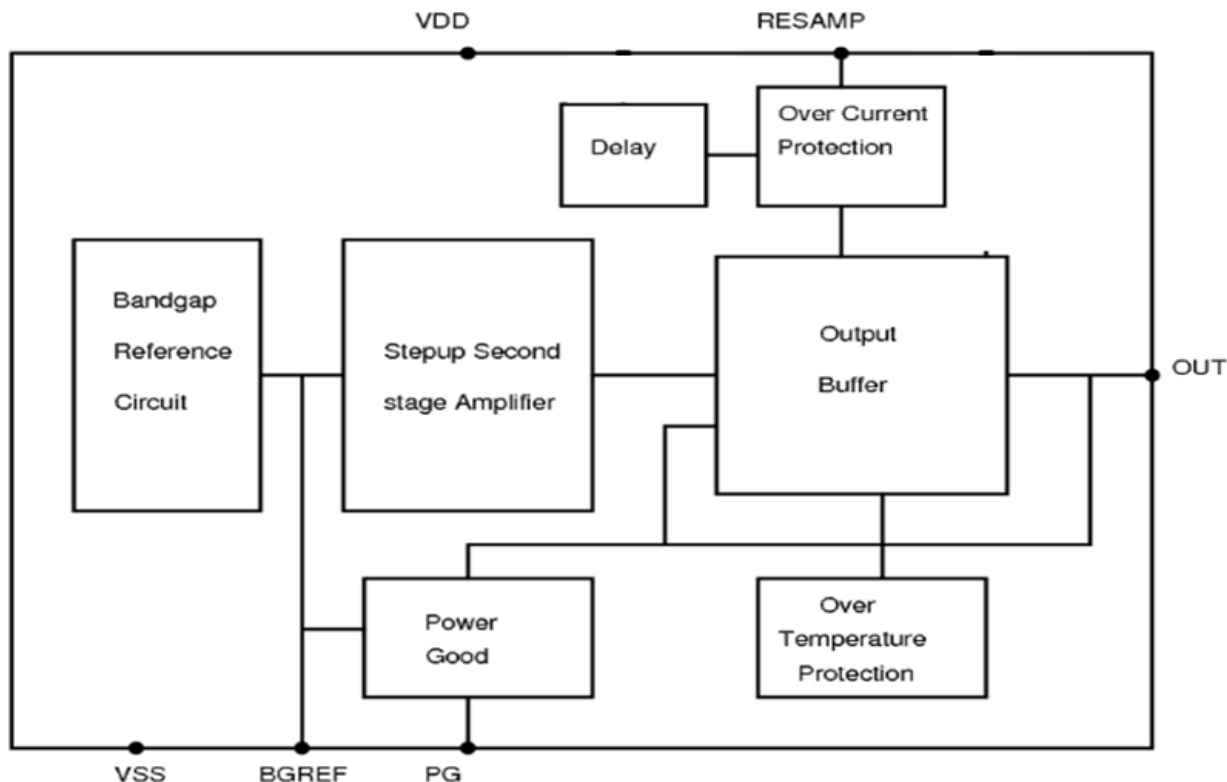 VDD
RESAMP
Over Current
Protection
Delay
Bandgap
Reference
Circuit
Stepup Second
stage Amplifier
Output
Buffer
OUT
Power
Good
Over
Temperature
Protection
VSS
BGREF
PG